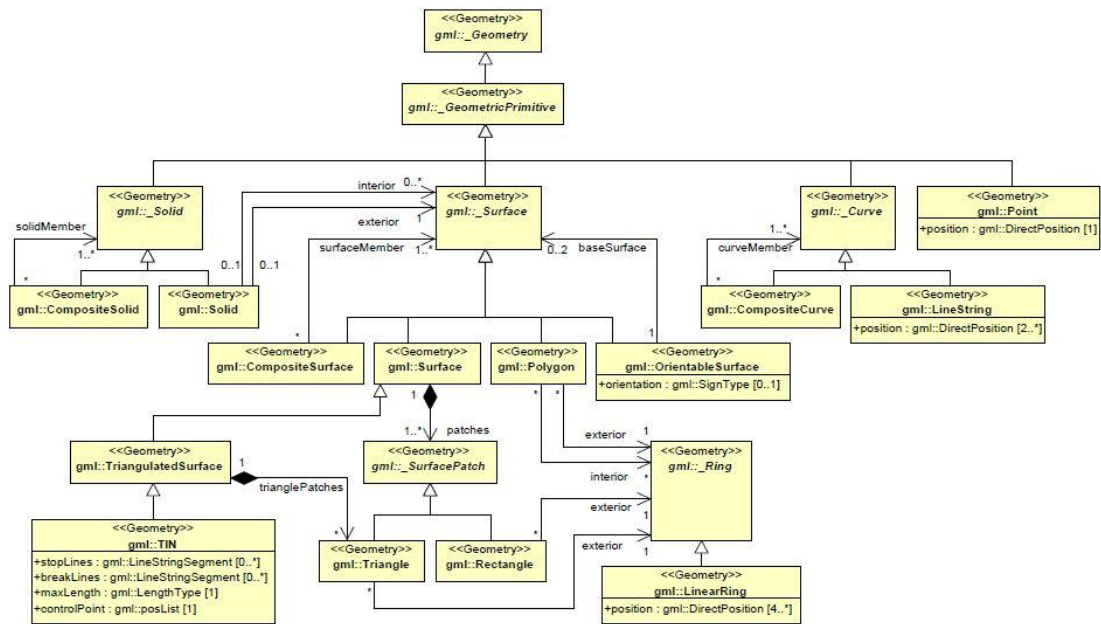 <<Geometry>>
gml::_Geometry
<<Geometry>>
gml::_GeometricPrimitive
<<Geometry>>
gml::_Solid
interior
0..*
<<Geometry>>
gml::_Surface
<<Geometry>>
gml::_Curve
<<Geometry>>
gml::Point
+position : gml::DirectPosition [1]
solidMember
1..*
exterior
1
surfaceMember
1..*
0..2
baseSurface
1..*
curveMember
*
0..1
0..1
*
<<Geometry>>
gml::CompositeSolid
<<Geometry>>
gml::Solid
<<Geometry>>
gml::CompositeCurve
<<Geometry>>
gml::LineString
+position : gml::DirectPosition [2..*]
*
1
<<Geometry>>
gml::CompositeSurface
<<Geometry>>
gml::Surface
<<Geometry>>
gml::Polygon
<<Geometry>>
gml::OrientableSurface
+orientation : gml::SignType [0..1]
1
*
*
1..*
patches
exterior
1
<<Geometry>>
gml::TriangulatedSurface
1
trianglePatches
<<Geometry>>
gml::_SurfacePatch
<<Geometry>>
gml::_Ring
interior
*
exterior
1
exterior
1
<<Geometry>>
gml::TIN
+stopLines : gml::LineStringSegment [0..*]
+breakLines : gml::LineStringSegment [0..*]
+maxLength : gml::LengthType [1]
+controlPoint : gml::posList [1]
*
<<Geometry>>
gml::Triangle
*
<<Geometry>>
gml::Rectangle
*
<<Geometry>>
gml::LinearRing
+position : gml::DirectPosition [4..*]